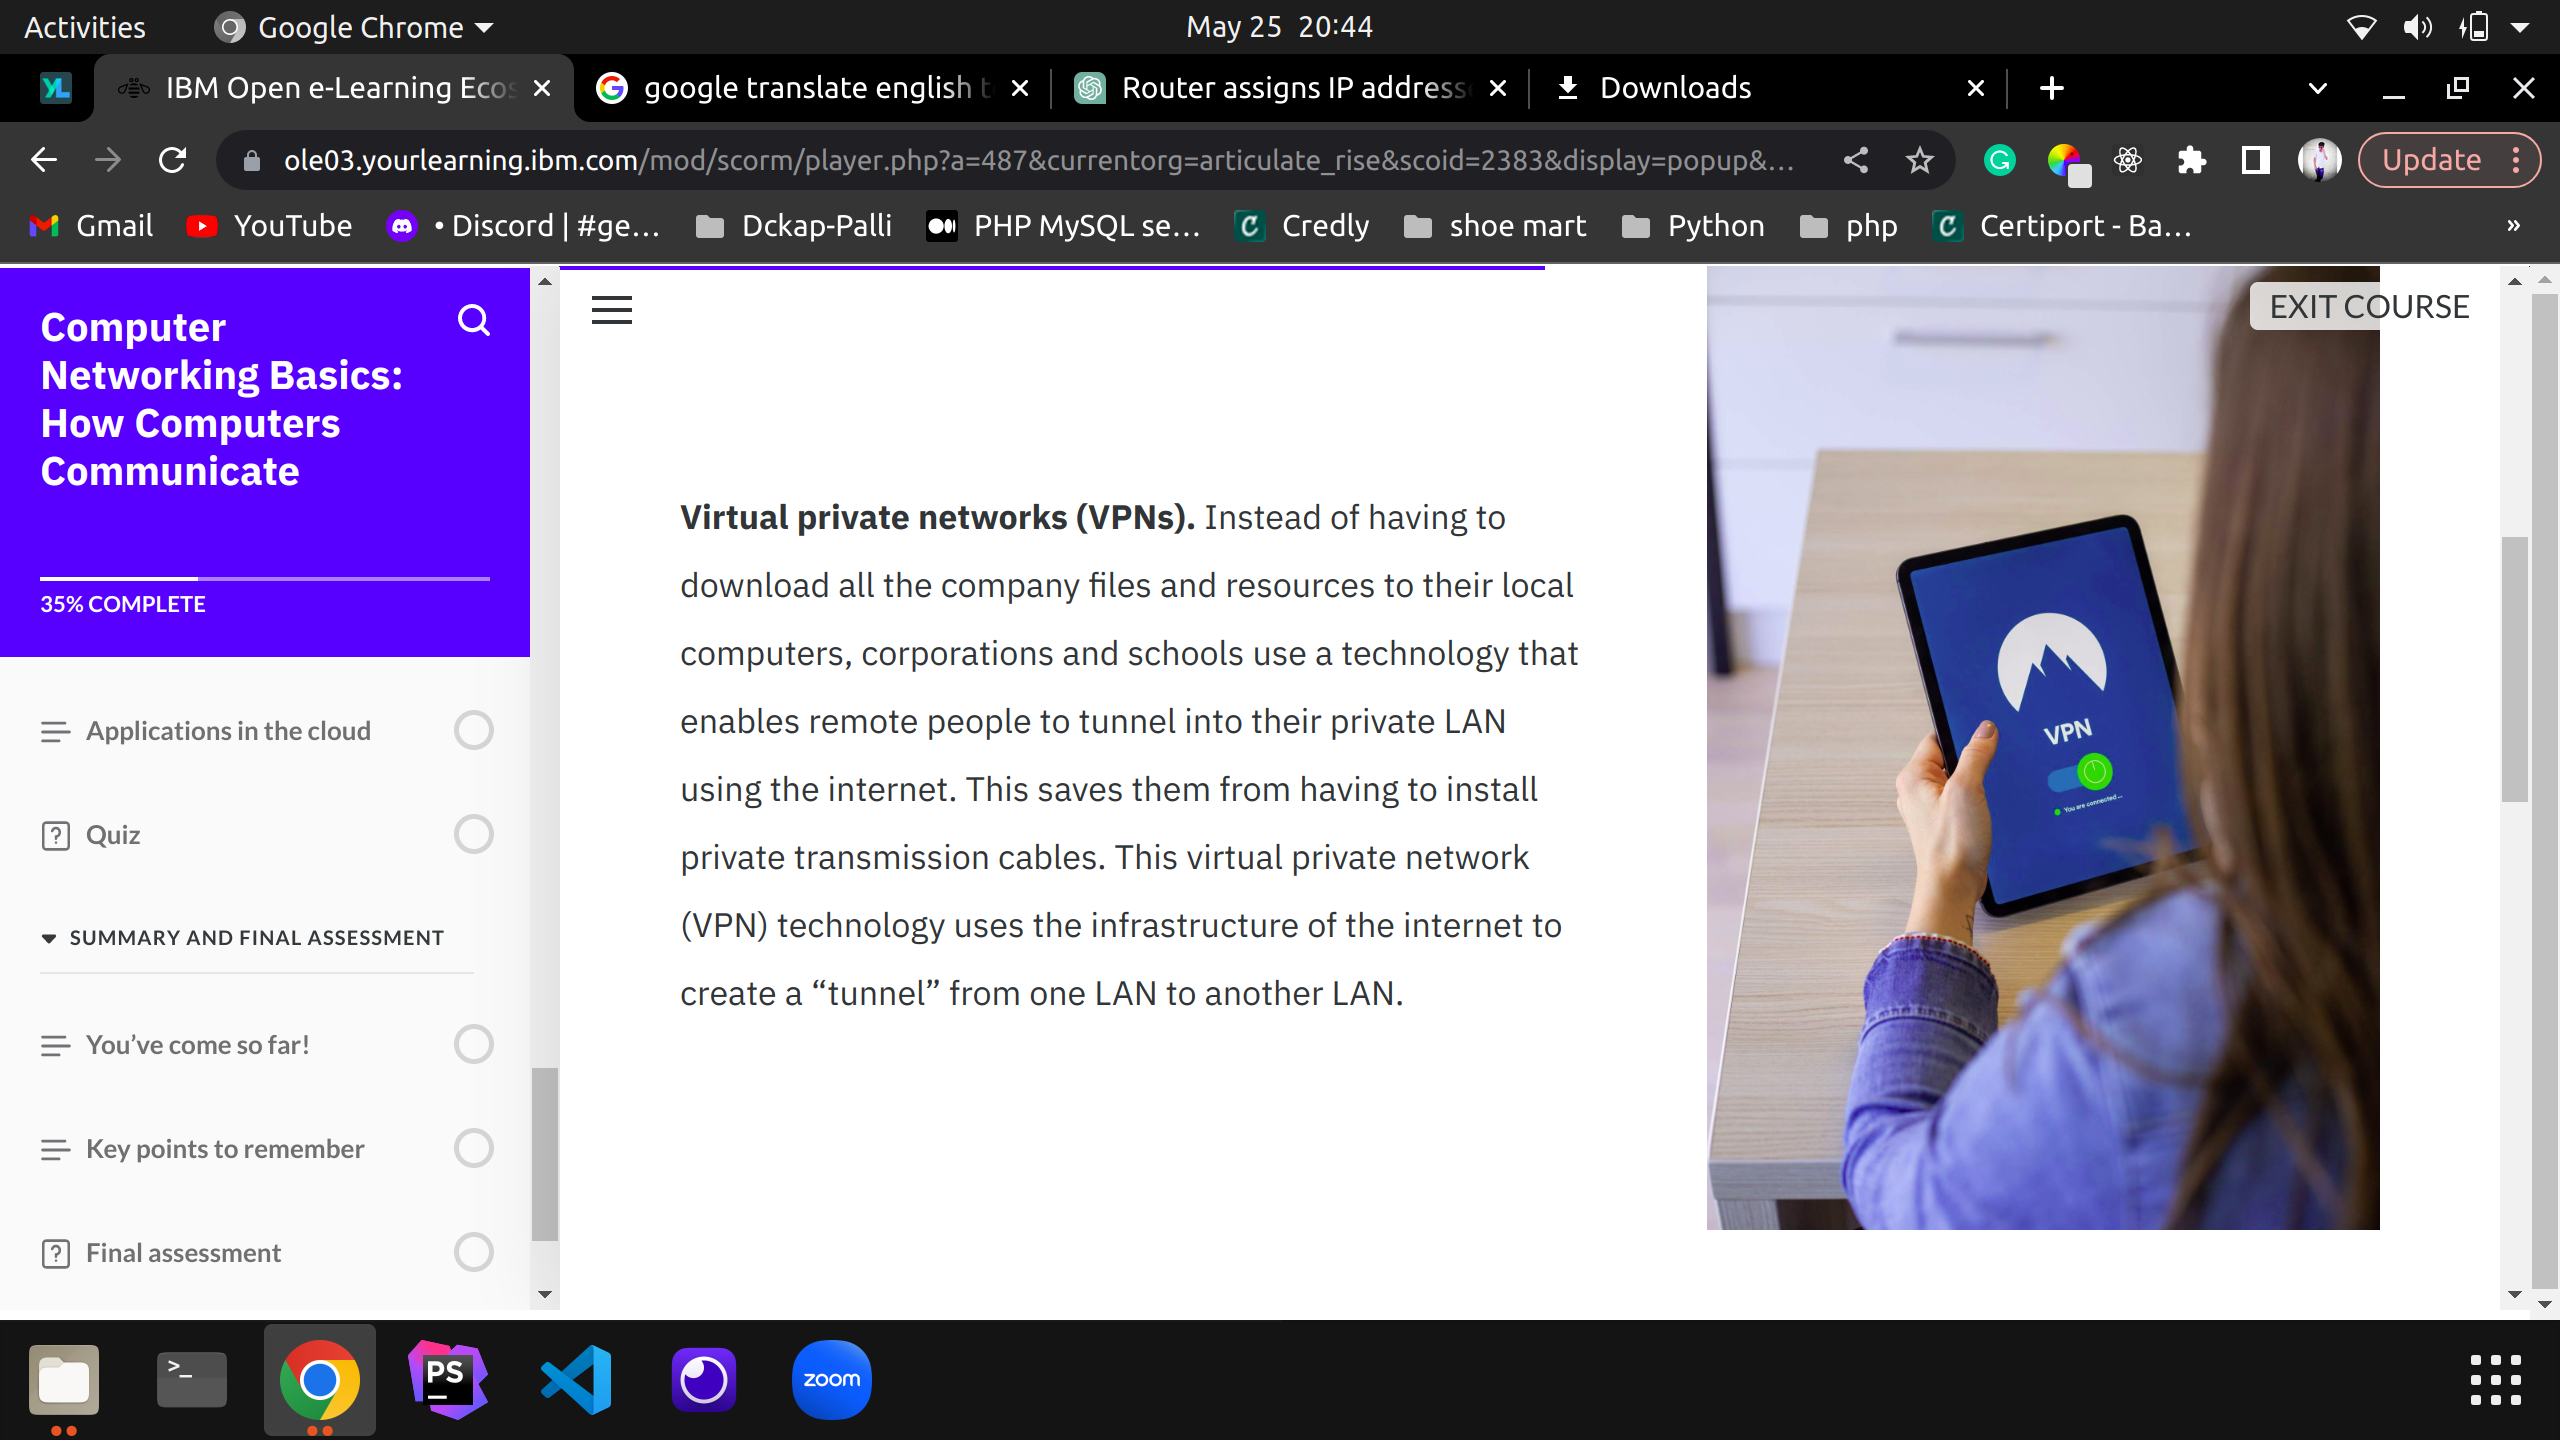 Activities
Google Chrome
May 25 20:44
IBM Open e-Learning Ecos
google translate english t
Router assigns IP addresse
Downloads
ole03.yourlearning.ibm.com/mod/scorm/player.php?a=487&currentorg=articulate_rise&scoid=2383&display=popup&...
Update
Gmail
YouTube
• Discord | #ge...
Dckap-Palli
PHP MySQL se...
Credly
shoe mart
Python
php
Certiport - Ba...
»
Computer
Networking Basics:
How Computers
Communicate
35% COMPLETE
Applications in the cloud
Quiz
SUMMARY AND FINAL ASSESSMENT
You’ve come so far!
Key points to remember
Final assessment
EXIT COURSE
Virtual private networks (VPNs). Instead of having to
download all the company files and resources to their local
computers, corporations and schools use a technology that
enables remote people to tunnel into their private LAN
using the internet. This saves them from having to install
private transmission cables. This virtual private network
(VPN) technology uses the infrastructure of the internet to
create a “tunnel” from one LAN to another LAN.
VPN
You are connected...
PS
zoom